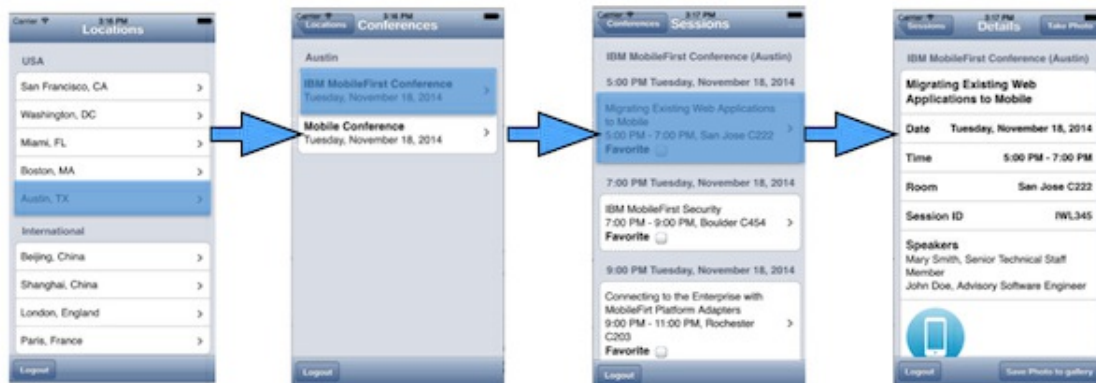 Carrier 3:16 PM
Locations
USA
San Francisco, CA
Washington, DC
Miami, FL
Boston, MA
Austin, TX
International
Beijing, China
Shanghai, China
London, England
Paris, France
Logout
Carrier 3:16 PM
Locations Conferences
Austin
IBM MobileFirst Conference
Tuesday, November 18, 2014
Mobile Conference
Tuesday, November 18, 2014
Logout
Carrier 3:17 PM
Conferences Sessions
IBM MobileFirst Conference (Austin)
5:00 PM Tuesday, November 18, 2014
Migrating Existing Web Applications
to Mobile
5:00 PM - 7:00 PM, San Jose C222
Favorite
7:00 PM Tuesday, November 18, 2014
IBM MobileFirst Security
7:00 PM - 9:00 PM, Boulder C454
Favorite
9:00 PM Tuesday, November 18, 2014
Connecting to the Enterprise with
MobileFirt Platform Adapters
9:00 PM - 11:00 PM, Rochester
C203
Favorite
Logout
Carrier 3:17 PM
Sessions Details Take Photo
IBM MobileFirst Conference (Austin)
Migrating Existing Web
Applications to Mobile
Date Tuesday, November 18, 2014
Time 5:00 PM - 7:00 PM
Room San Jose C222
Session ID IWL345
Speakers
Mary Smith, Senior Technical Staff
Member
John Doe, Advisory Software Engineer
Logout Save Photo to gallery